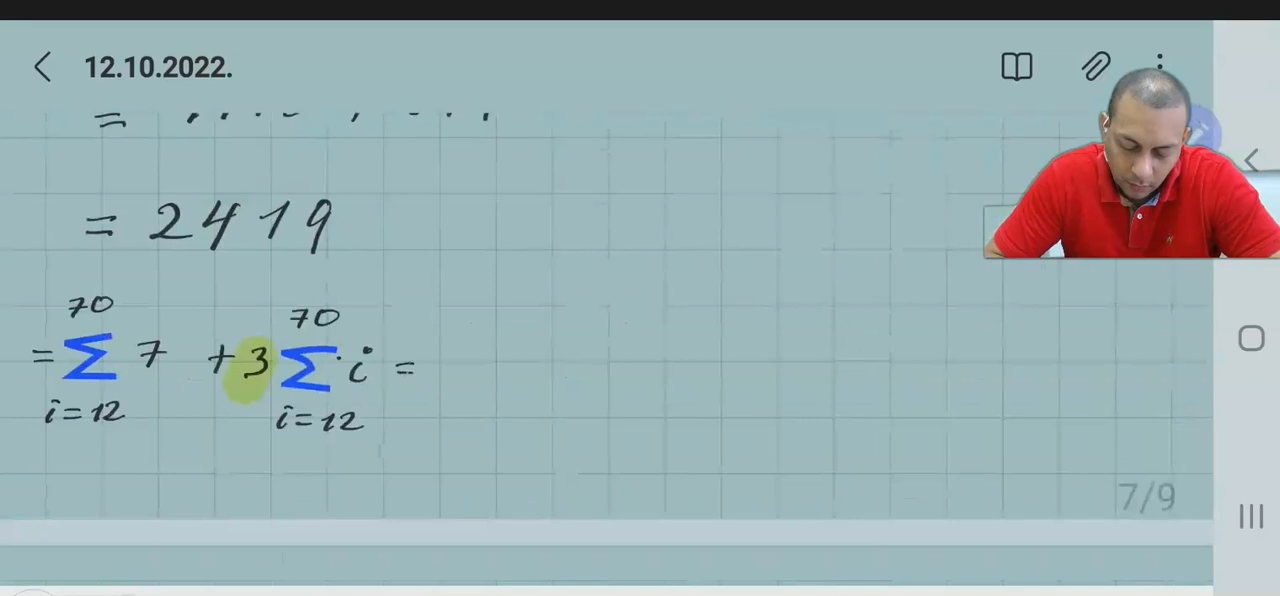 12.10.2022.
= 2419
70 70
= Σ 7 + 3 Σ i =
i=12 i=12
7/9